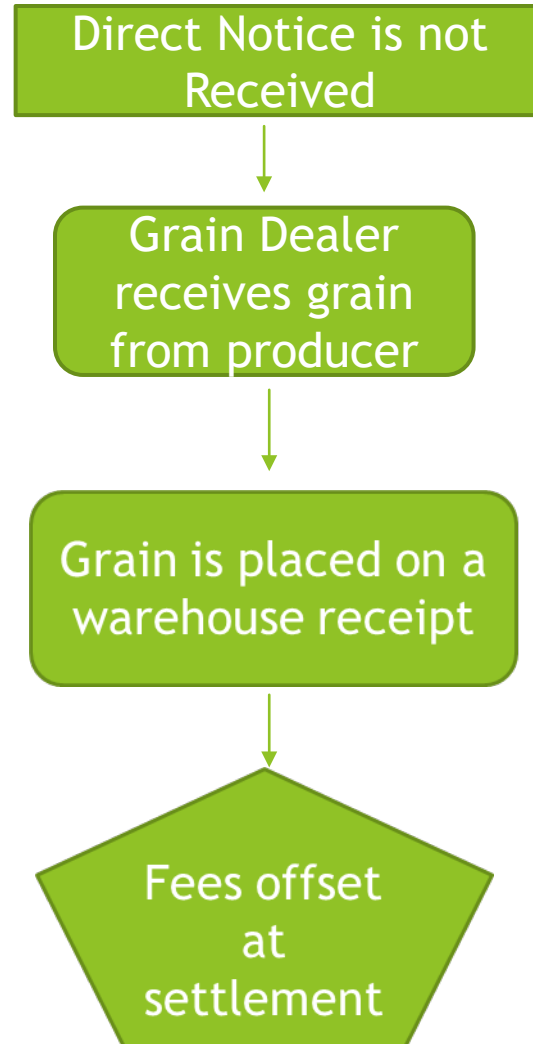 Direct Notice is not
Received
Grain Dealer
receives grain
from producer
Grain is placed on a
warehouse receipt
Fees offset
at
settlement